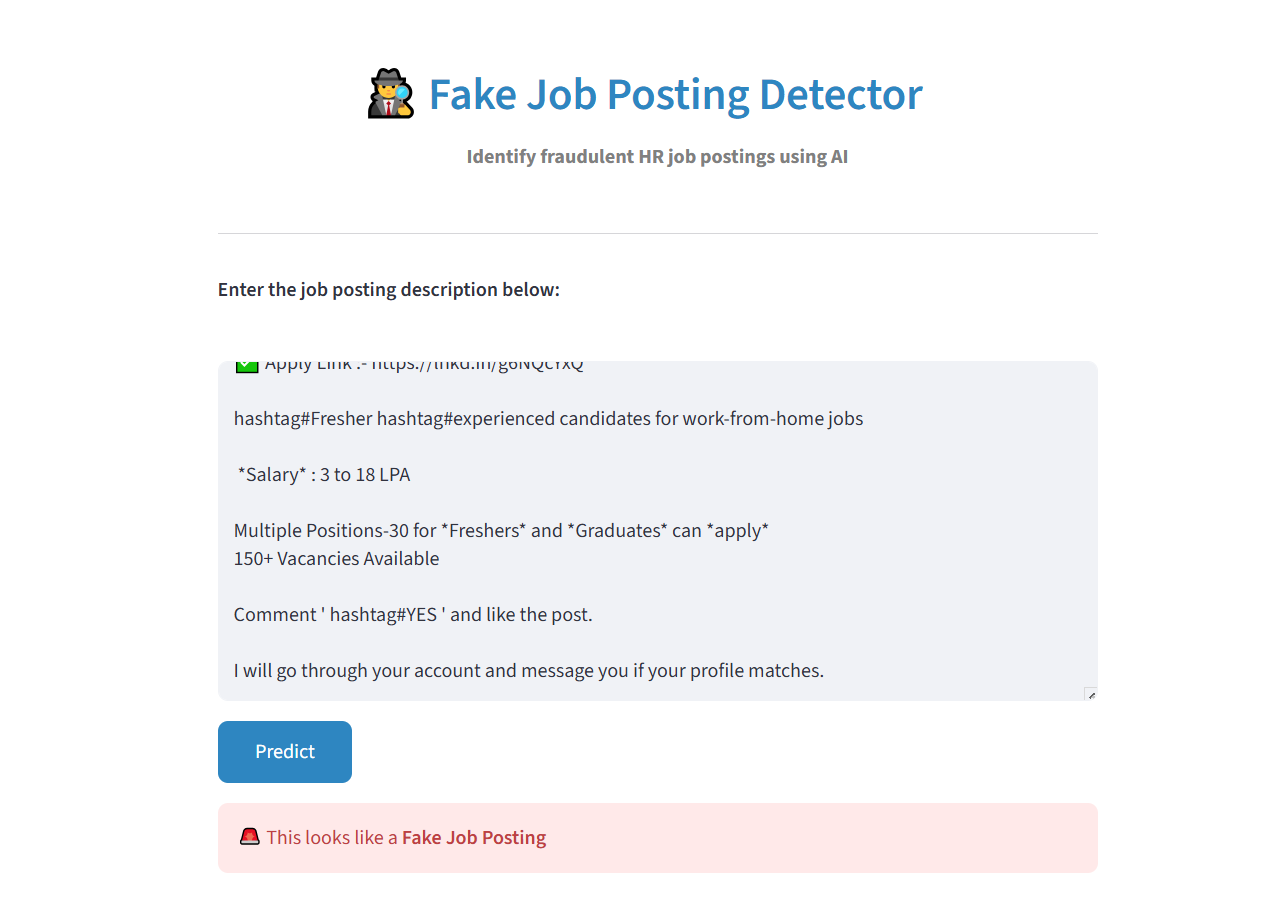 Fake Job Posting Detector
Identify fraudulent HR job postings using AI
Enter the job posting description below:
Apply Link :- https://lnkd.in/g6NQcYxQ
hashtag#Fresher hashtag#experienced candidates for work-from-home jobs
*Salary* : 3 to 18 LPA
Multiple Positions-30 for *Freshers* and *Graduates* can *apply*
150+ Vacancies Available
Comment ' hashtag#YES ' and like the post.
I will go through your account and message you if your profile matches.
Predict
This looks like a Fake Job Posting